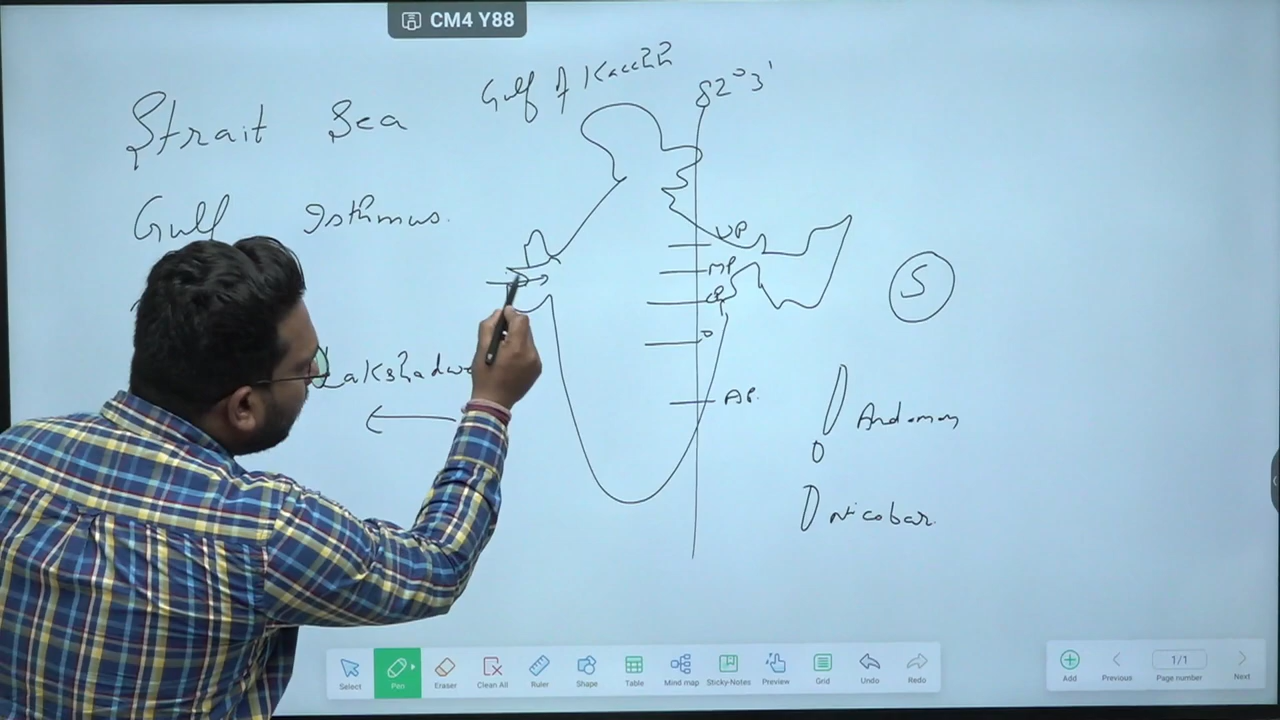 CM4 Y88
Gulf of Kachhh
82°3'
Strait Sea
Gulf Isthmus.
UP
MP
S
Lakshadw
AP.
Andaman
Nicobar.
Select
Pen
Eraser
Clean All
Ruler
Shape
Table
Mind map
Sticky-Notes
Preview
Grid
Undo
Redo
Add
Previous
1/1
Page number
Next